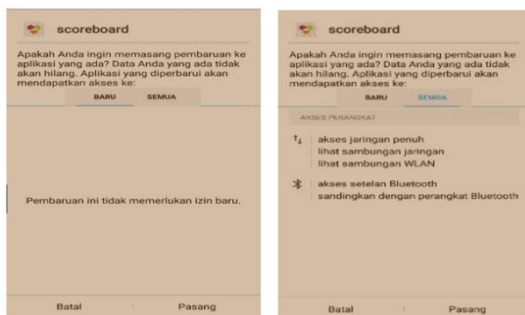 scoreboard
Apakah Anda ingin memasang pembaruan ke
aplikasi yang ada? Data Anda yang ada tidak
akan hilang. Aplikasi yang diperbarui akan
mendapatkan akses ke:
BARU SEMUA
Pembaruan ini tidak memerlukan izin baru.
Batal Pasang
scoreboard
Apakah Anda ingin memasang pembaruan ke
aplikasi yang ada? Data Anda yang ada tidak
akan hilang. Aplikasi yang diperbarui akan
mendapatkan akses ke:
BARU SEMUA
AKSES PERANGKAT
akses jaringan penuh
lihat sambungan jaringan
lihat sambungan WLAN
akses setelan Bluetooth
sandingkan dengan perangkat Bluetooth
Batal Pasang